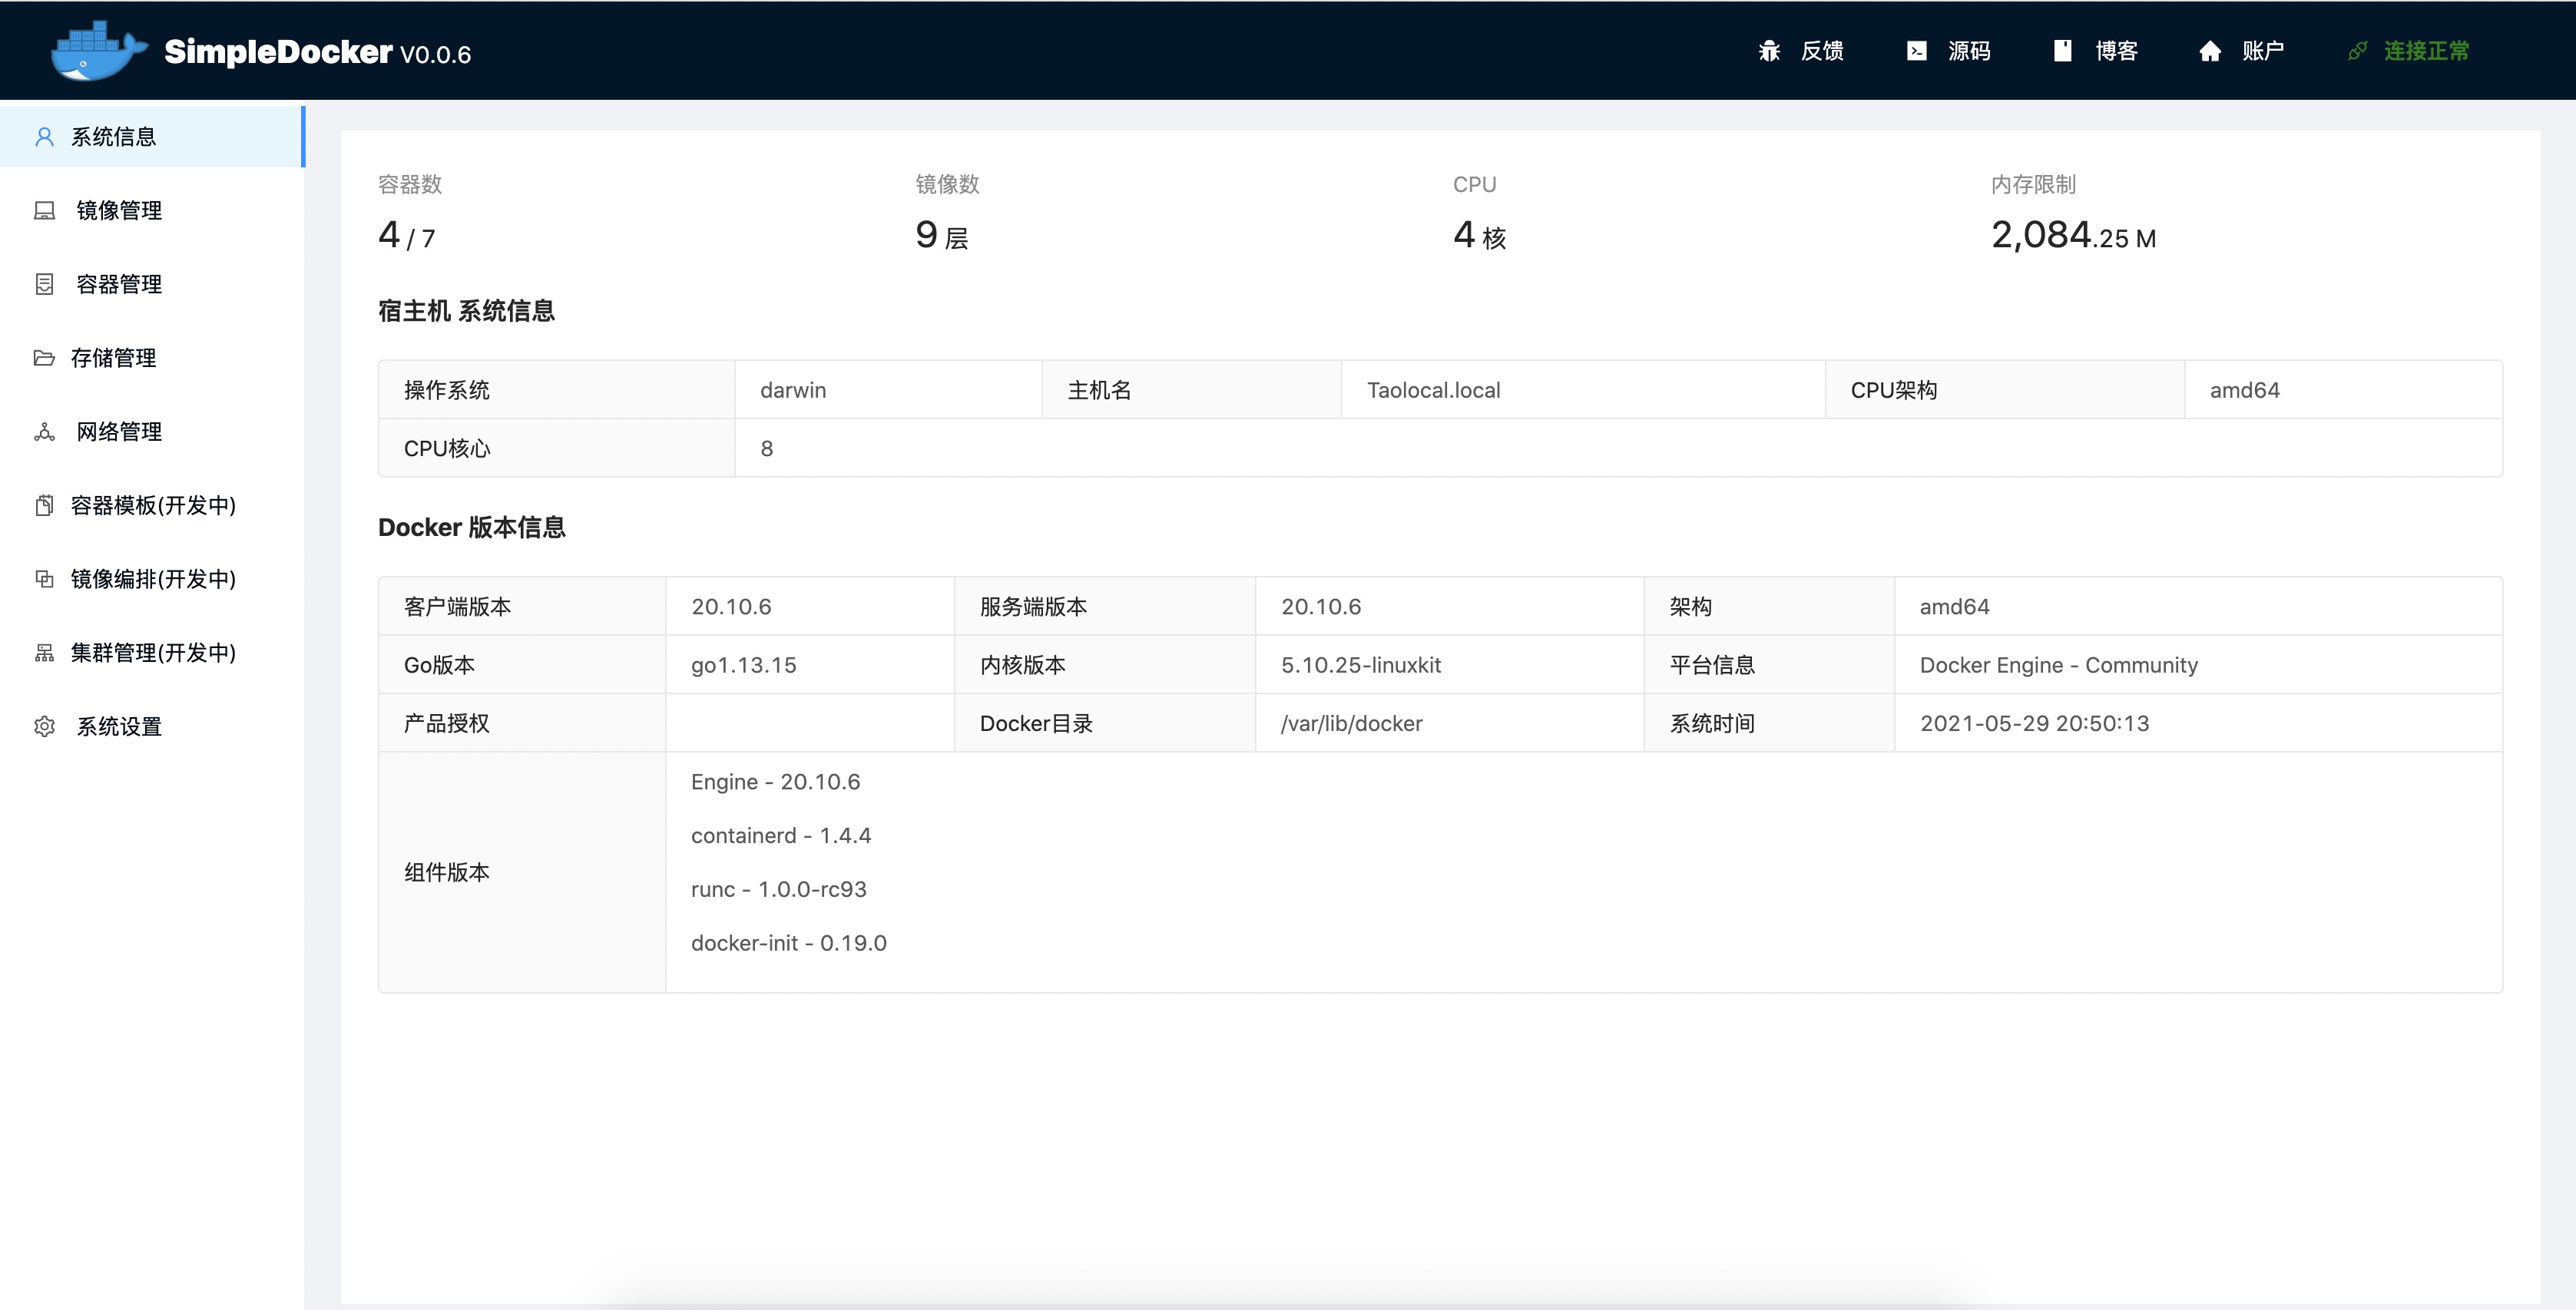 SimpleDocker V0.0.6
反馈
源码
博客
账户
连接正常
系统信息
镜像管理
容器管理
存储管理
网络管理
容器模板(开发中)
镜像编排(开发中)
集群管理(开发中)
系统设置
容器数 镜像数 CPU 内存限制
4 / 7 9 层 4 核 2,084.25 M
宿主机 系统信息
操作系统 darwin 主机名 Taolocal.local CPU架构 amd64
CPU核心 8
Docker 版本信息
客户端版本 20.10.6 服务端版本 20.10.6 架构 amd64
Go版本 go1.13.15 内核版本 5.10.25-linuxkit 平台信息 Docker Engine - Community
产品授权 Docker目录 /var/lib/docker 系统时间 2021-05-29 20:50:13
组件版本
Engine - 20.10.6
containerd - 1.4.4
runc - 1.0.0-rc93
docker-init - 0.19.0